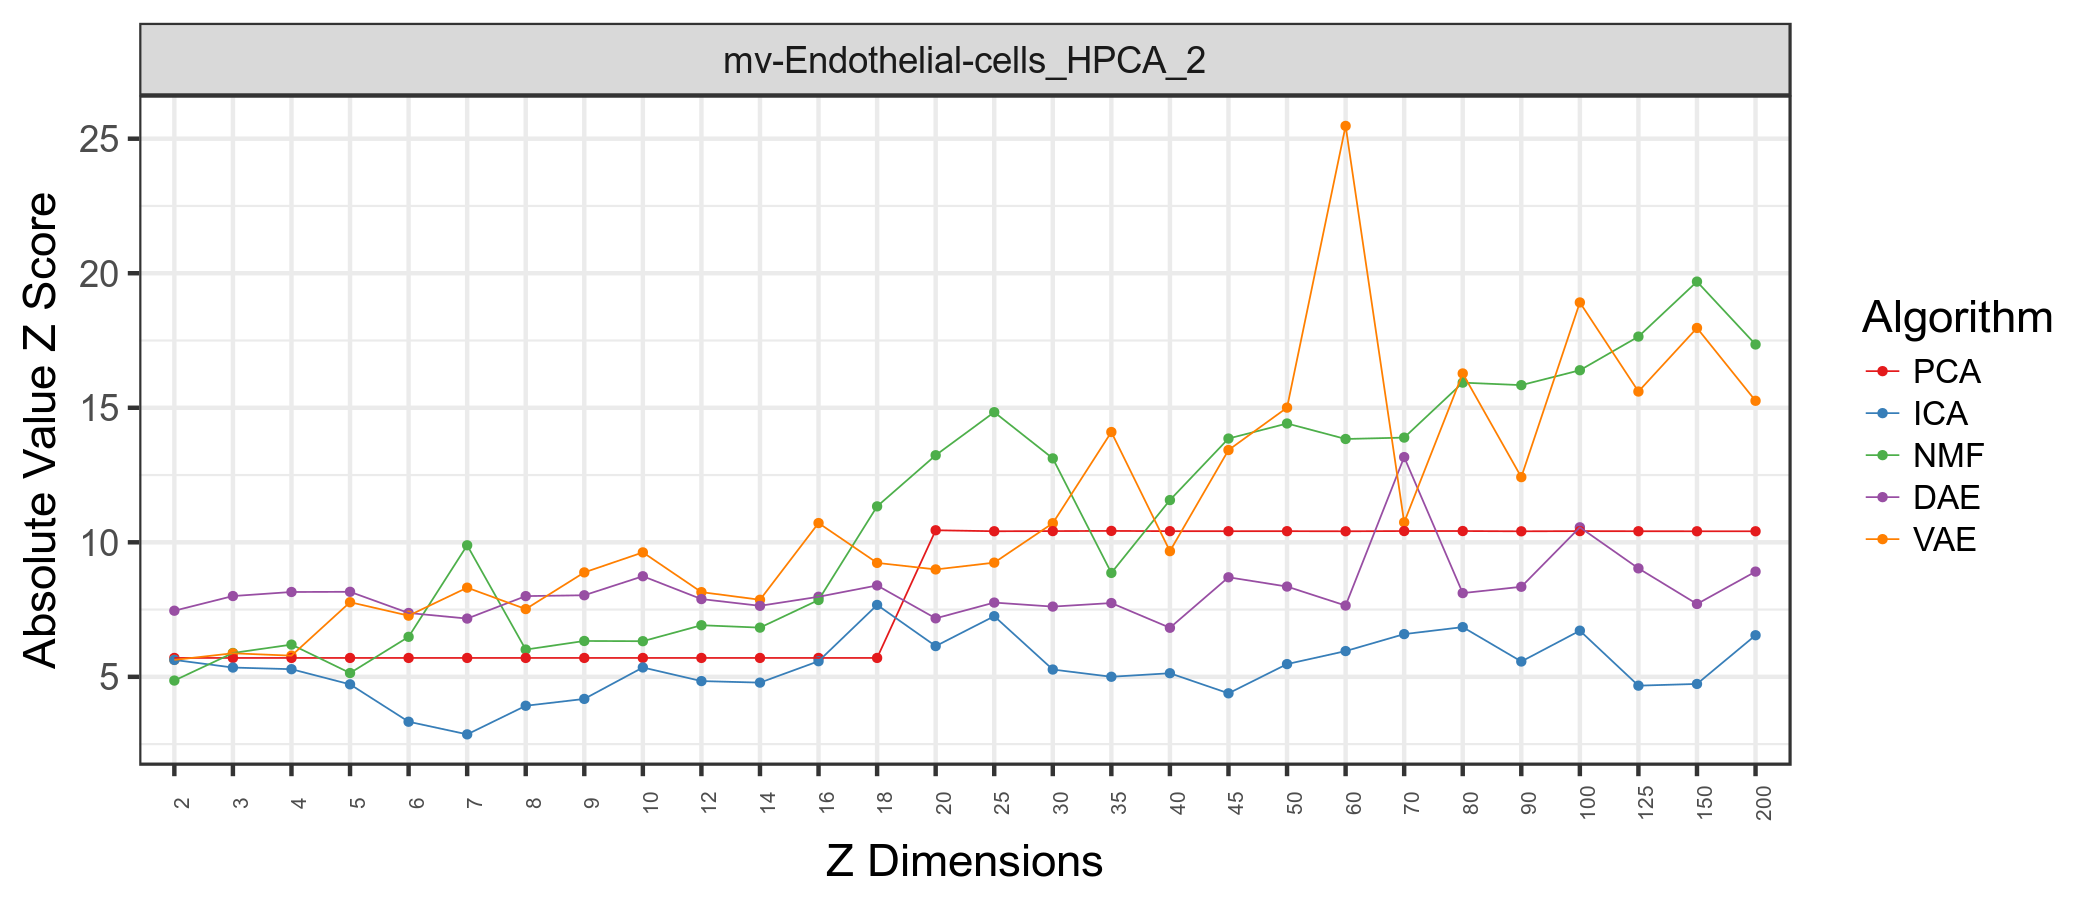 mv-Endothelial-cells_HPCA_2
Absolute Value Z Score
25
20
15
10
5
2 3 4 5 6 7 8 9 10 12 14 16 18 20 25 30 35 40 45 50 60 70 80 90 100 125 150 200
Z Dimensions
Algorithm
PCA
ICA
NMF
DAE
VAE